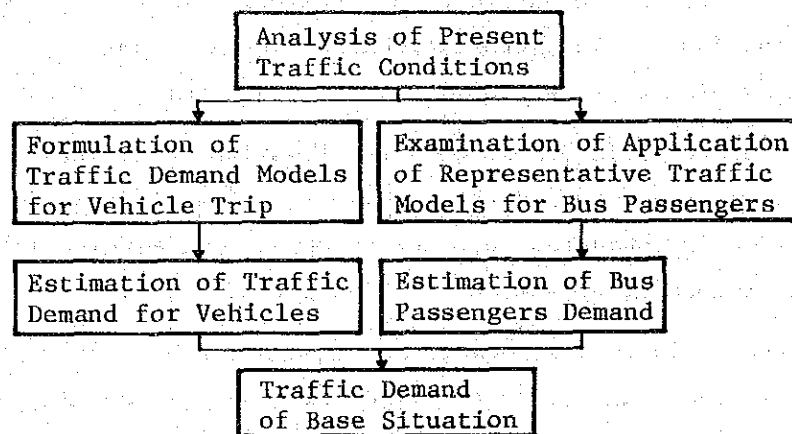 Analysis of Present
Traffic Conditions
Formulation of
Traffic Demand Models
for Vehicle Trip
Examination of Application
of Representative Traffic
Models for Bus Passengers
Estimation of Traffic
Demand for Vehicles
Estimation of Bus
Passengers Demand
Traffic Demand
of Base Situation